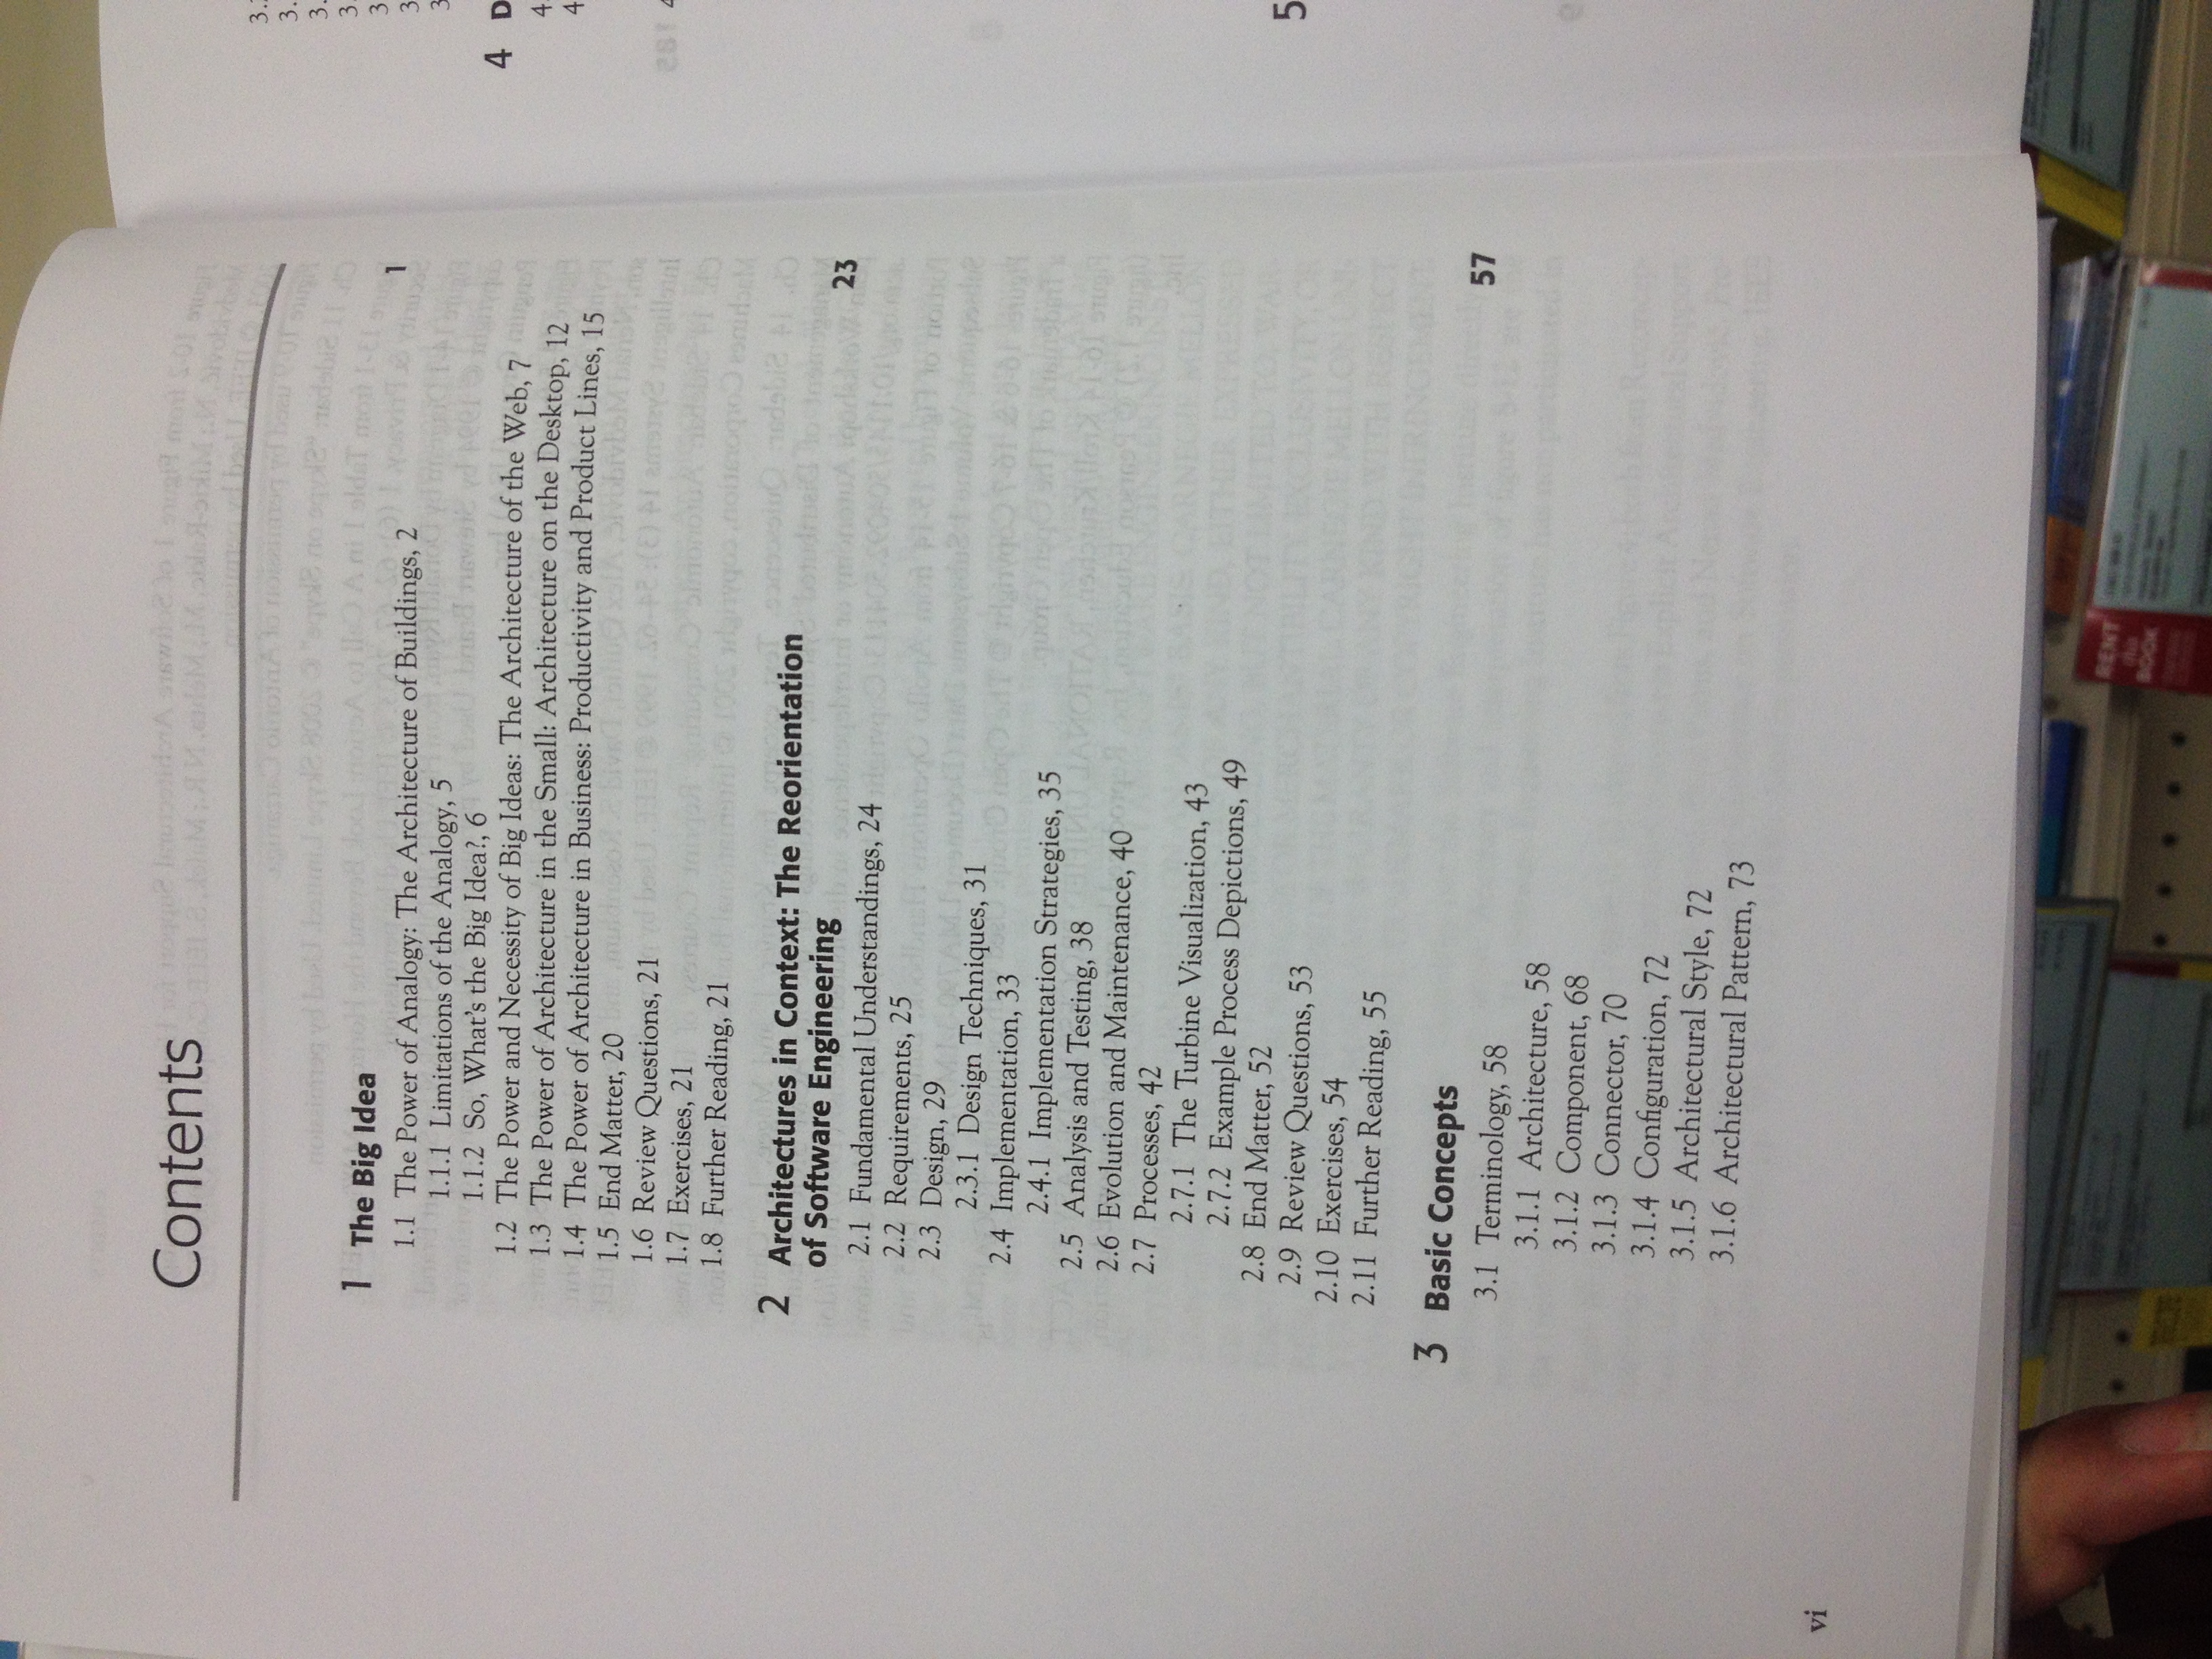 Contents
1 The Big Idea 1
1.1 The Power of Analogy: The Architecture of Buildings, 2
1.1.1 Limitations of the Analogy, 5
1.1.2 So, What's the Big Idea?, 6
1.2 The Power and Necessity of Big Ideas: The Architecture of the Web, 7
1.3 The Power of Architecture in the Small: Architecture on the Desktop, 12
1.4 The Power of Architecture in Business: Productivity and Product Lines, 15
1.5 End Matter, 20
1.6 Review Questions, 21
1.7 Exercises, 21
1.8 Further Reading, 21
2 Architectures in Context: The Reorientation
of Software Engineering 23
2.1 Fundamental Understandings, 24
2.2 Requirements, 25
2.3 Design, 29
2.3.1 Design Techniques, 31
2.4 Implementation, 33
2.4.1 Implementation Strategies, 35
2.5 Analysis and Testing, 38
2.6 Evolution and Maintenance, 40
2.7 Processes, 42
2.7.1 The Turbine Visualization, 43
2.7.2 Example Process Depictions, 49
2.8 End Matter, 52
2.9 Review Questions, 53
2.10 Exercises, 54
2.11 Further Reading, 55
3 Basic Concepts 57
3.1 Terminology, 58
3.1.1 Architecture, 58
3.1.2 Component, 68
3.1.3 Connector, 70
3.1.4 Configuration, 72
3.1.5 Architectural Style, 72
3.1.6 Architectural Pattern, 73
vi
4 D
5
RENT
this
BOOK